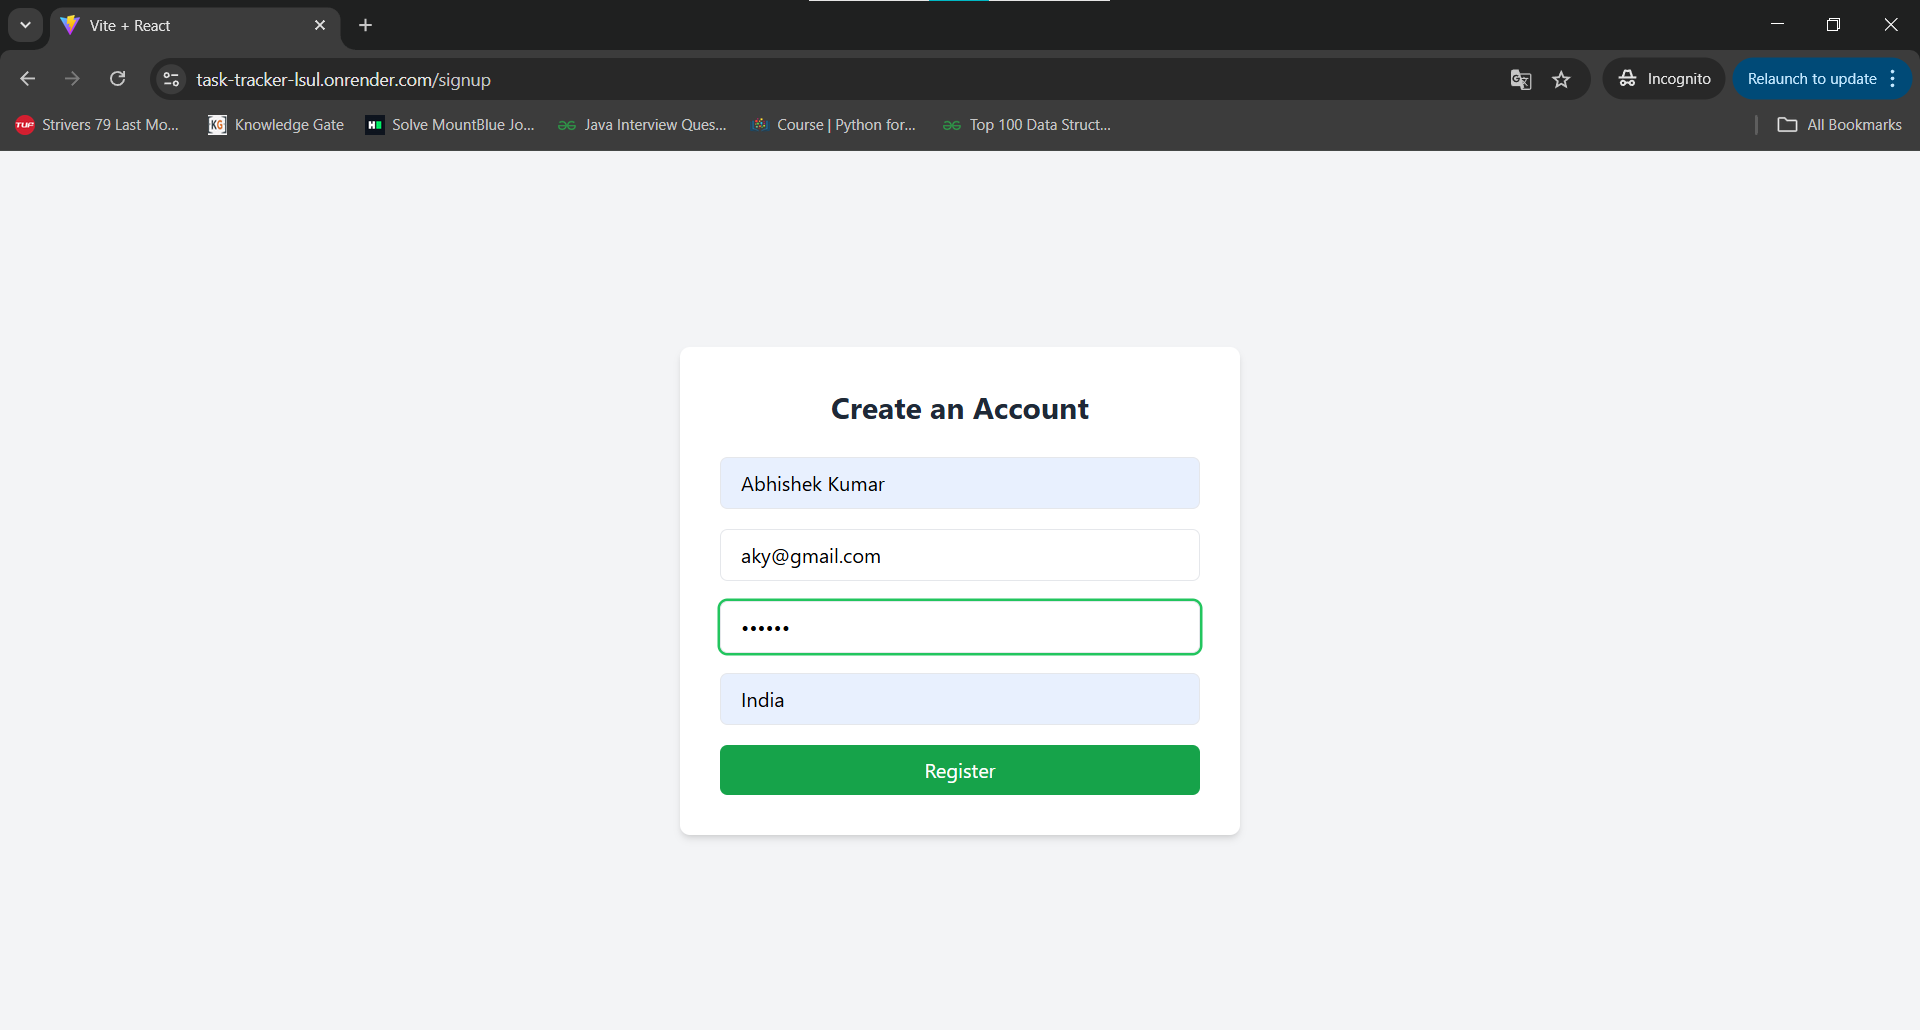 Vite + React
task-tracker-lsul.onrender.com/signup
Incognito
Relaunch to update
TUF Strivers 79 Last Mo...
KG Knowledge Gate
H Solve MountBlue Jo...
Java Interview Ques...
Course | Python for...
Top 100 Data Struct...
All Bookmarks
Create an Account
Abhishek Kumar
aky@gmail.com
••••••
India
Register